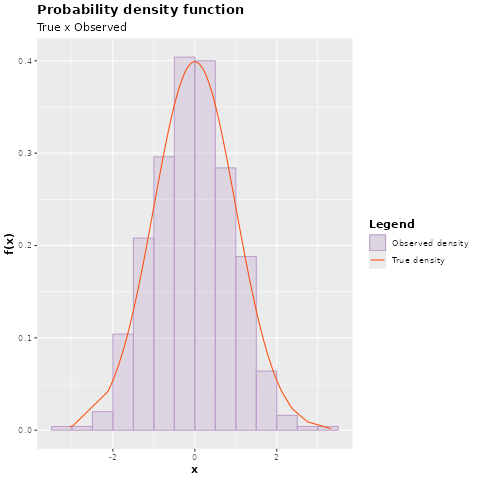 Probability density function
True x Observed
0.4
0.3
0.2
0.1
0.0
f(x)
-2
0
2
x
Legend
Observed density
True density